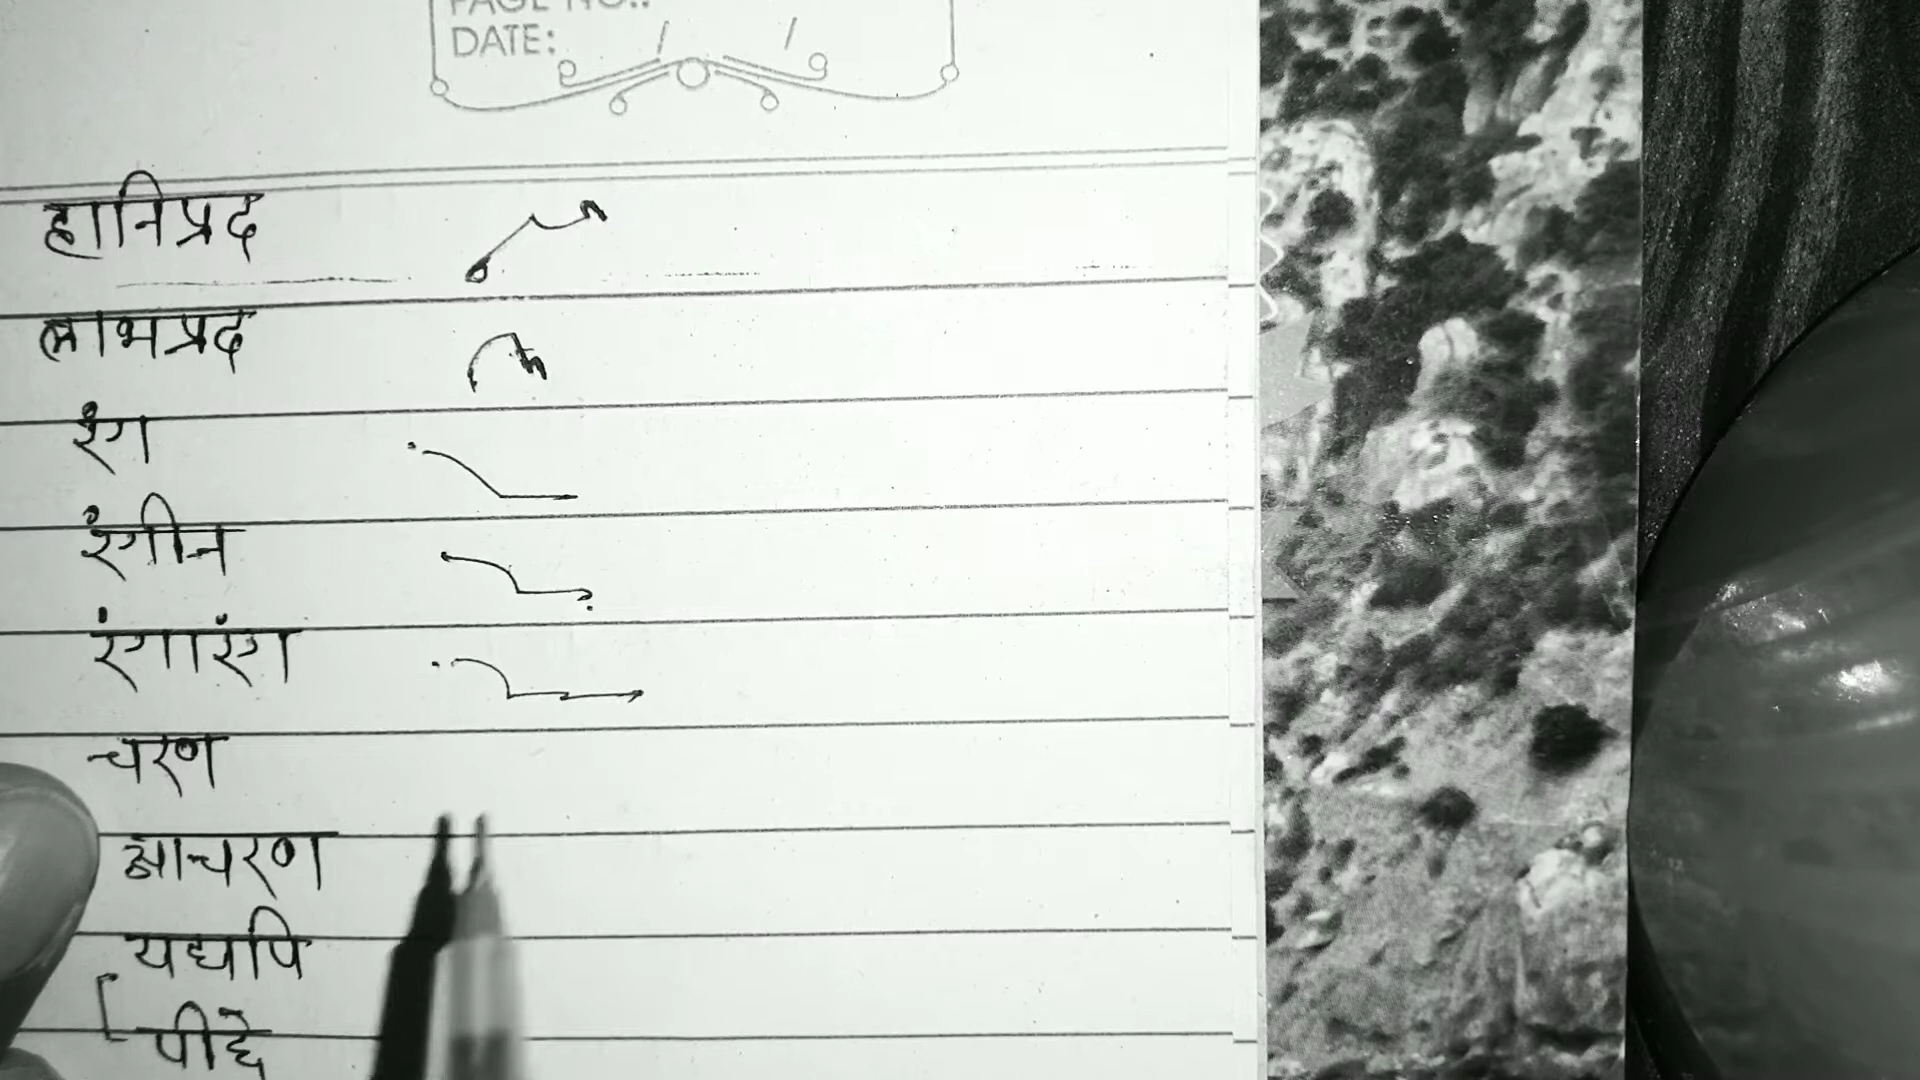 PAGE NO.:
DATE: / /
हानिप्रद
लाभप्रद
रंग
रंगीन
रंगारंग
चरण
आचरण
यद्यपि
पीछे